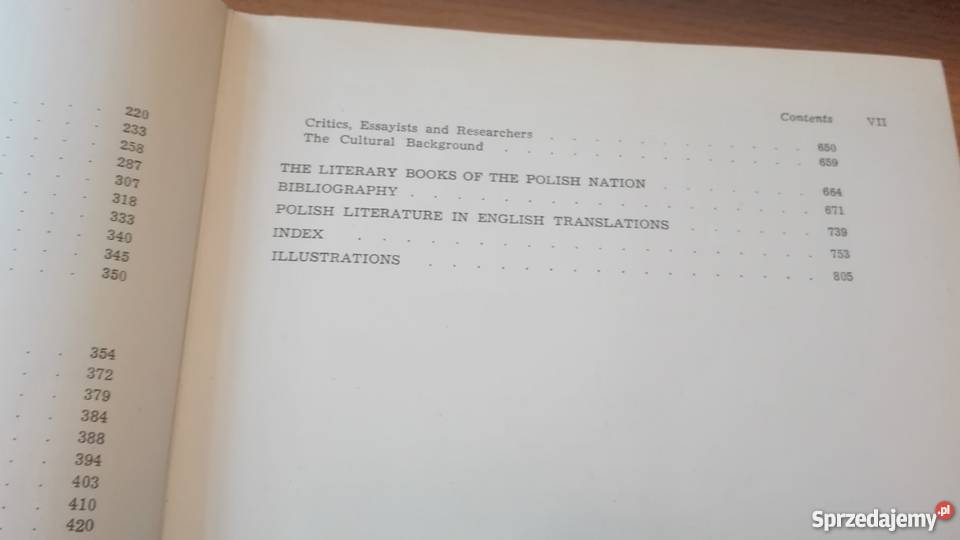 220
233
258
287
307
318
333
340
345
350
354
372
379
384
388
394
403
410
420
Contents VII
Critics, Essayists and Researchers . . . . . . . . . . . . 650
The Cultural Background . . . . . . . . . . . . . . 659
THE LITERARY BOOKS OF THE POLISH NATION . . . . . . . . 664
BIBLIOGRAPHY . . . . . . . . . . . . . . . . . . 671
POLISH LITERATURE IN ENGLISH TRANSLATIONS . . . . . . 739
INDEX . . . . . . . . . . . . . . . . . . . . 753
ILLUSTRATIONS . . . . . . . . . . . . . . . . . 805
Sprzedajemy.pl